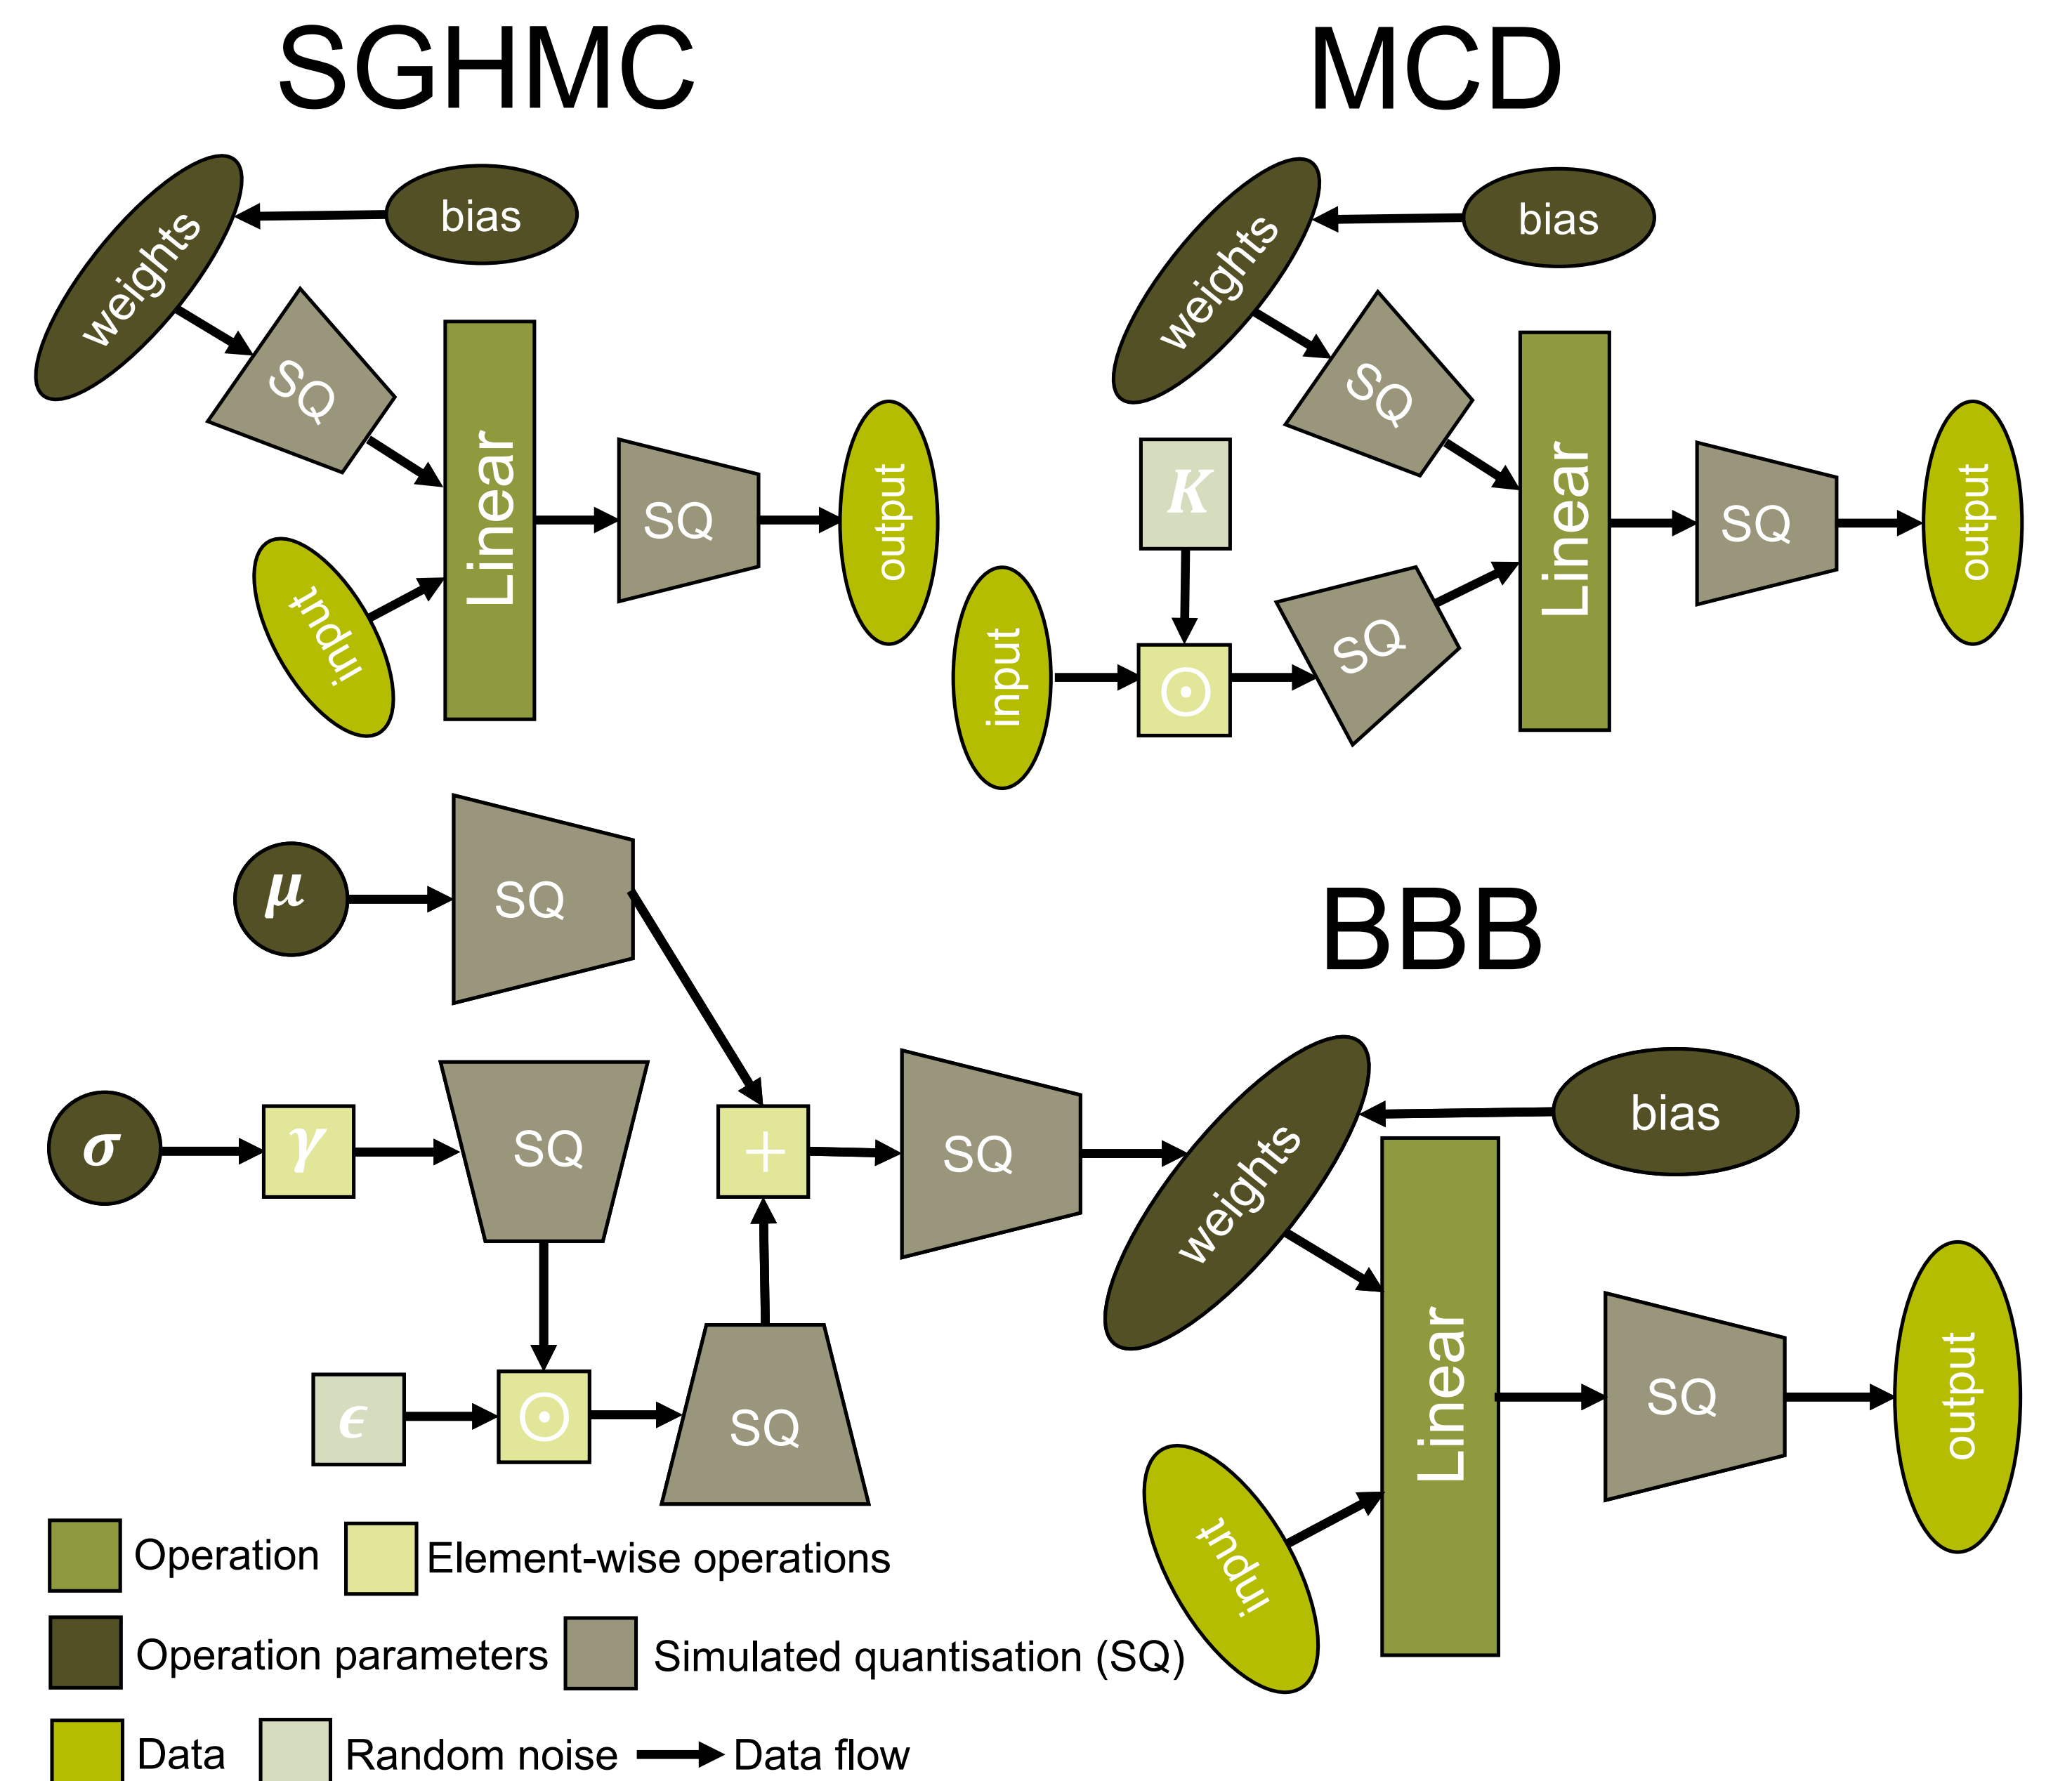 SGHMC
weights
bias
SQ
Linear
input
SQ
output
MCD
weights
bias
SQ
κ
input
⊙
SQ
Linear
SQ
output
BBB
μ
SQ
σ
γ
SQ
ϵ
⊙
SQ
+
SQ
weights
bias
Linear
input
SQ
output
Operation
Element-wise operations
Operation parameters
Simulated quantisation (SQ)
Data
Random noise
Data flow